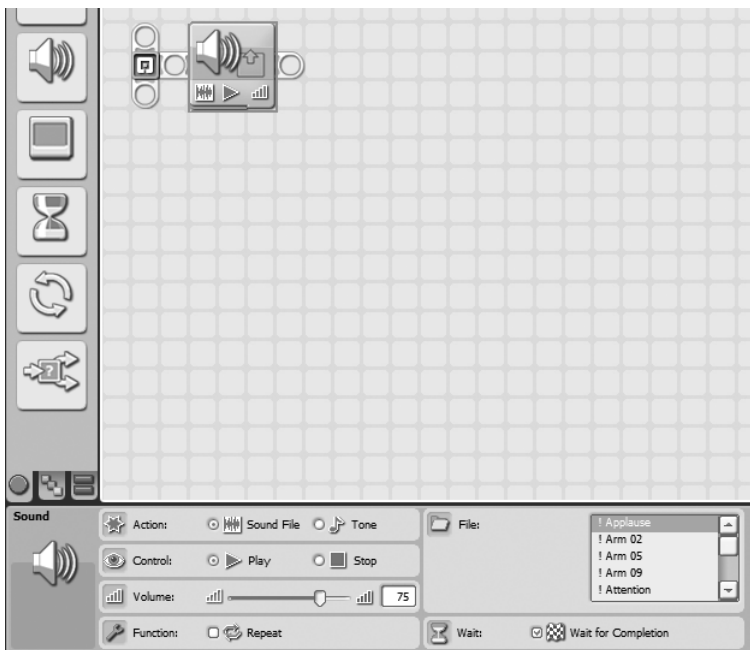 Sound
Action:
Sound File
Tone
Control:
Play
Stop
Volume:
75
Function:
Repeat
File:
! Applause
! Arm 02
! Arm 05
! Arm 09
! Attention
Wait:
Wait for Completion